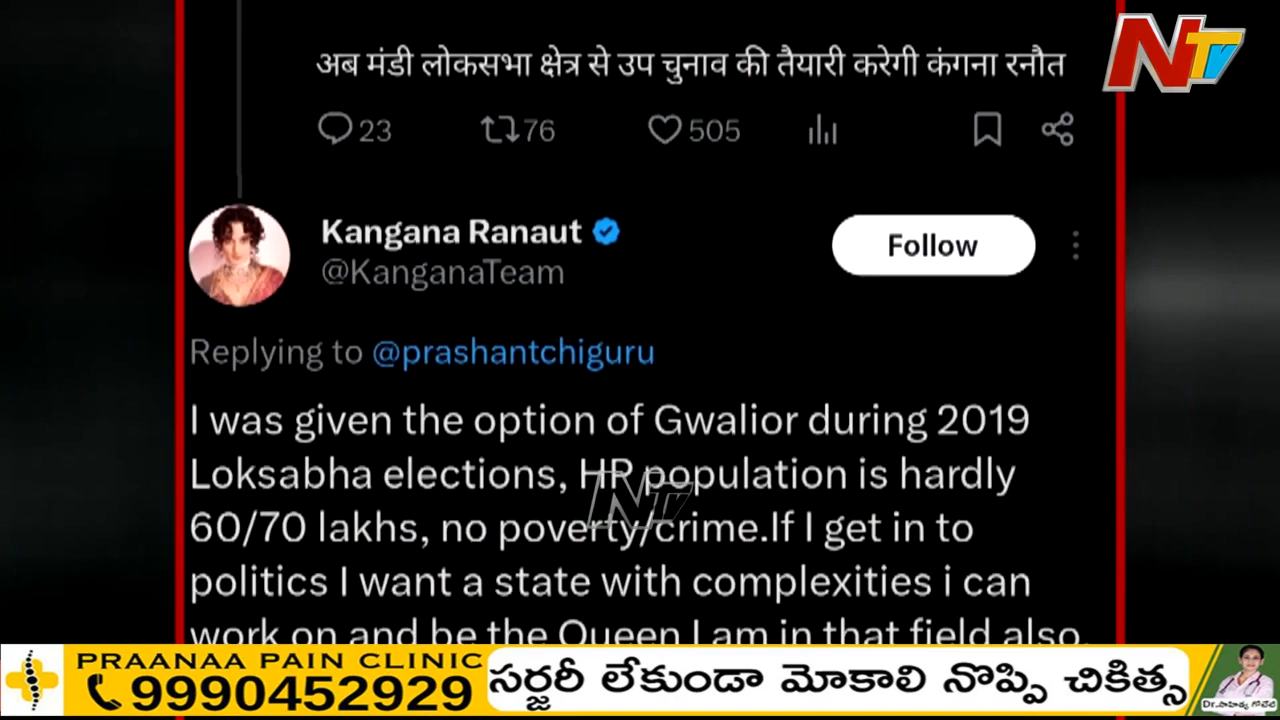 NTV
अब मंडी लोकसभा क्षेत्र से उप चुनाव की तैयारी करेगी कंगना रनौत
23 76 505
Kangana Ranaut
@KanganaTeam
Follow
Replying to @prashantchiguru
I was given the option of Gwalior during 2019
Loksabha elections, HP population is hardly
60/70 lakhs, no poverty/crime.If I get in to
politics I want a state with complexities i can
work on and be the Queen I am in that field also.
NTV
PRAANAA PAIN CLINIC
9990452929
సర్జరీ లేకుండా మోకాలి నొప్పి చికిత్స